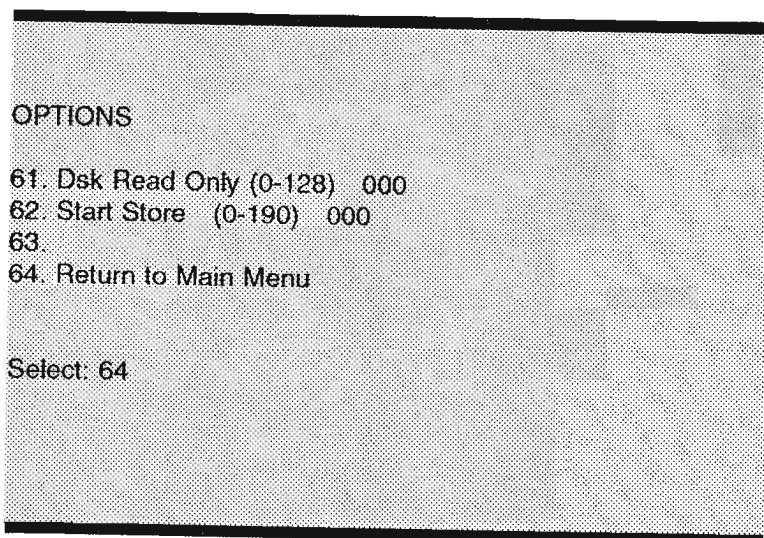 OPTIONS
61. Dsk Read Only (0-128) 000
62. Start Store (0-190) 000
63.
64. Return to Main Menu
Select: 64